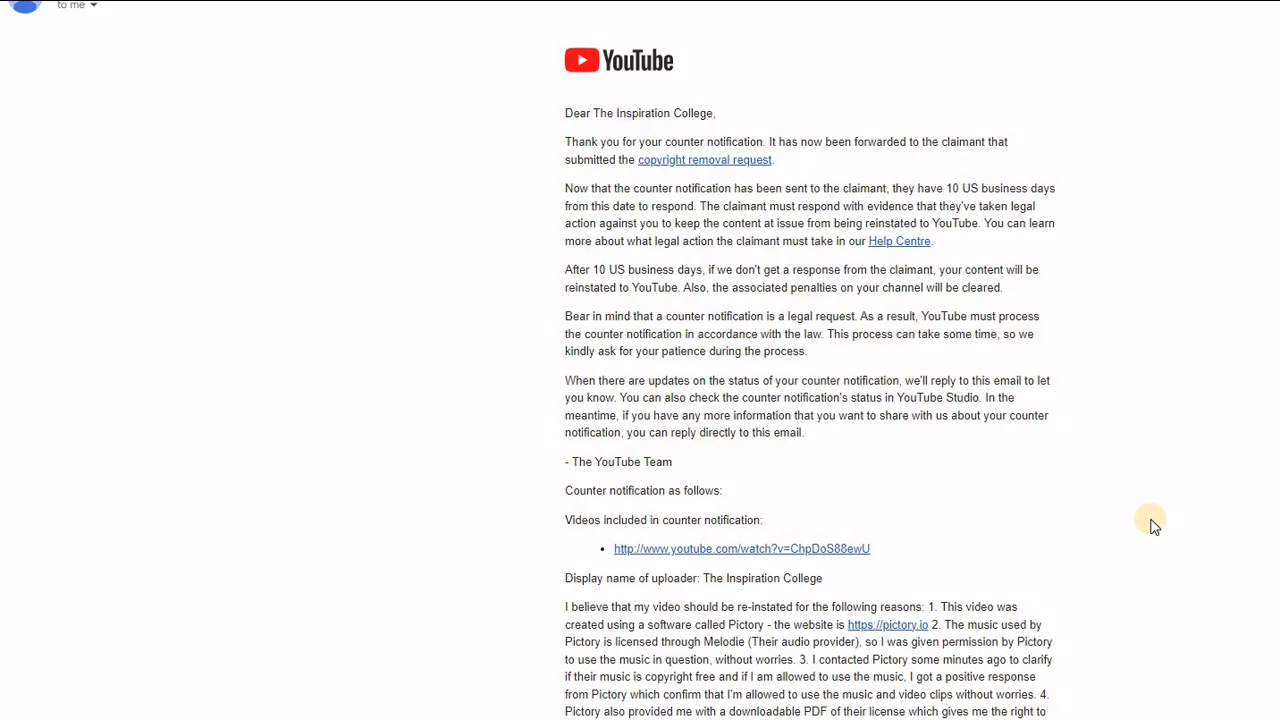 to me
YouTube
Dear The Inspiration College,
Thank you for your counter notification. It has now been forwarded to the claimant that
submitted the copyright removal request.
Now that the counter notification has been sent to the claimant, they have 10 US business days
from this date to respond. The claimant must respond with evidence that they've taken legal
action against you to keep the content at issue from being reinstated to YouTube. You can learn
more about what legal action the claimant must take in our Help Centre.
After 10 US business days, if we don't get a response from the claimant, your content will be
reinstated to YouTube. Also, the associated penalties on your channel will be cleared.
Bear in mind that a counter notification is a legal request. As a result, YouTube must process
the counter notification in accordance with the law. This process can take some time, so we
kindly ask for your patience during the process.
When there are updates on the status of your counter notification, we'll reply to this email to let
you know. You can also check the counter notification's status in YouTube Studio. In the
meantime, if you have any more information that you want to share with us about your counter
notification, you can reply directly to this email.
- The YouTube Team
Counter notification as follows:
Videos included in counter notification:
• http://www.youtube.com/watch?v=ChpDoS88ewU
Display name of uploader: The Inspiration College
I believe that my video should be re-instated for the following reasons: 1. This video was
created using a software called Pictory - the website is https://pictory.io 2. The music used by
Pictory is licensed through Melodie (Their audio provider), so I was given permission by Pictory
to use the music in question, without worries. 3. I contacted Pictory some minutes ago to clarify
if their music is copyright free and if I am allowed to use the music, I got a positive response
from Pictory which confirm that I'm allowed to use the music and video clips without worries. 4.
Pictory also provided me with a downloadable PDF of their license which gives me the right to